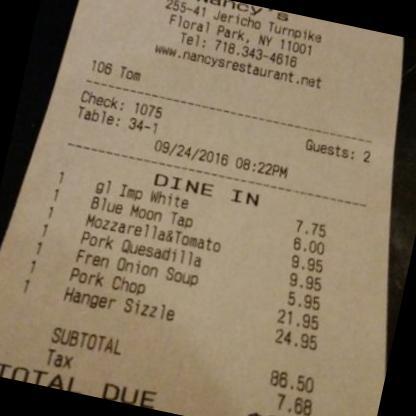 Nancy's
255-41 Jericho Turnpike
Floral Park, NY 11001
Tel: 718.343-4616
www.nancysrestaurant.net
106 Tom
Check: 1075 Guests: 2
Table: 34-1
09/24/2016 08:22PM
DINE IN
1 gl Imp White 7.75
1 Blue Moon Tap 6.00
1 Mozzarella&Tomato 9.95
1 Pork Quesadilla 9.95
1 Fren Onion Soup 5.95
1 Pork Chop 21.95
1 Hanger Sizzle 24.95
SUBTOTAL 86.50
Tax 7.68
TOTAL DUE